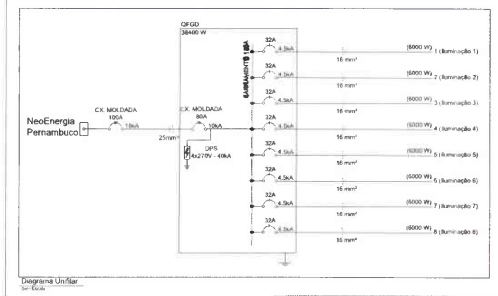 QFGD
38400 W
BARRAMENTO
32A
4.5kA
(6000 W) 1 (Iluminação 1)
16 mm²
32A
4.5kA
(6000 W) 2 (Iluminação 2)
16 mm²
32A
4.5kA
(6000 W) 3 (Iluminação 3)
16 mm²
NeoEnergia
Pernambuco
CX. MOLDADA
100A
10kA
25mm²
CX. MOLDADA
80A
10kA
DPS
4x270V - 40kA
32A
4.5kA
(6000 W) 4 (Iluminação 4)
16 mm²
32A
4.5kA
(6000 W) 5 (Iluminação 5)
16 mm²
32A
4.5kA
(6000 W) 6 (Iluminação 6)
16 mm²
32A
4.5kA
(6000 W) 7 (Iluminação 7)
16 mm²
32A
4.5kA
(6000 W) 8 (Iluminação 8)
16 mm²
Diagrama Unifilar